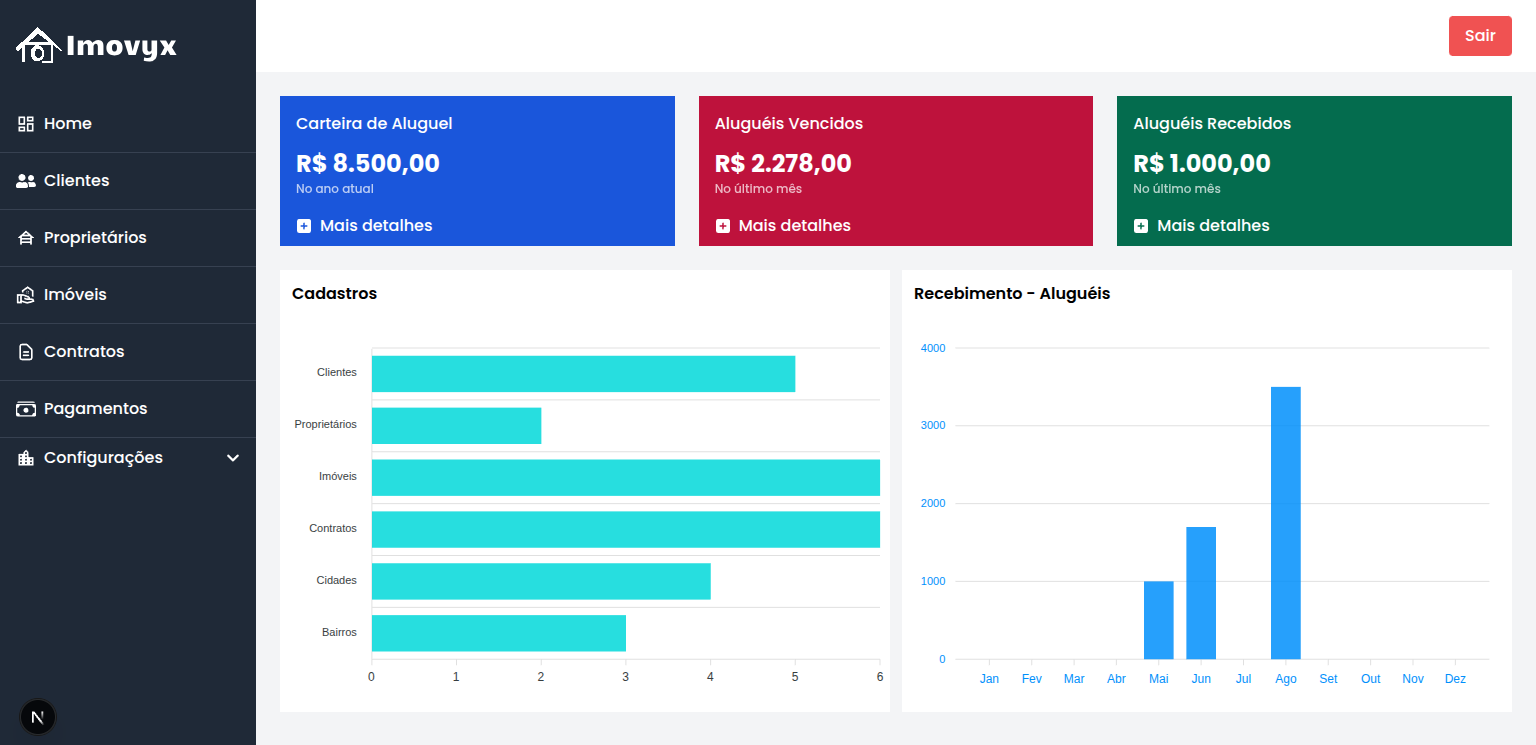 Imovyx
Sair
Home
Clientes
Proprietários
Imóveis
Contratos
Pagamentos
Configurações
Carteira de Aluguel
R$ 8.500,00
No ano atual
Mais detalhes
Aluguéis Vencidos
R$ 2.278,00
No último mês
Mais detalhes
Aluguéis Recebidos
R$ 1.000,00
No último mês
Mais detalhes
Cadastros
Clientes
Proprietários
Imóveis
Contratos
Cidades
Bairros
0 1 2 3 4 5 6
Recebimento - Aluguéis
4000
3000
2000
1000
0
Jan Fev Mar Abr Mai Jun Jul Ago Set Out Nov Dez
N